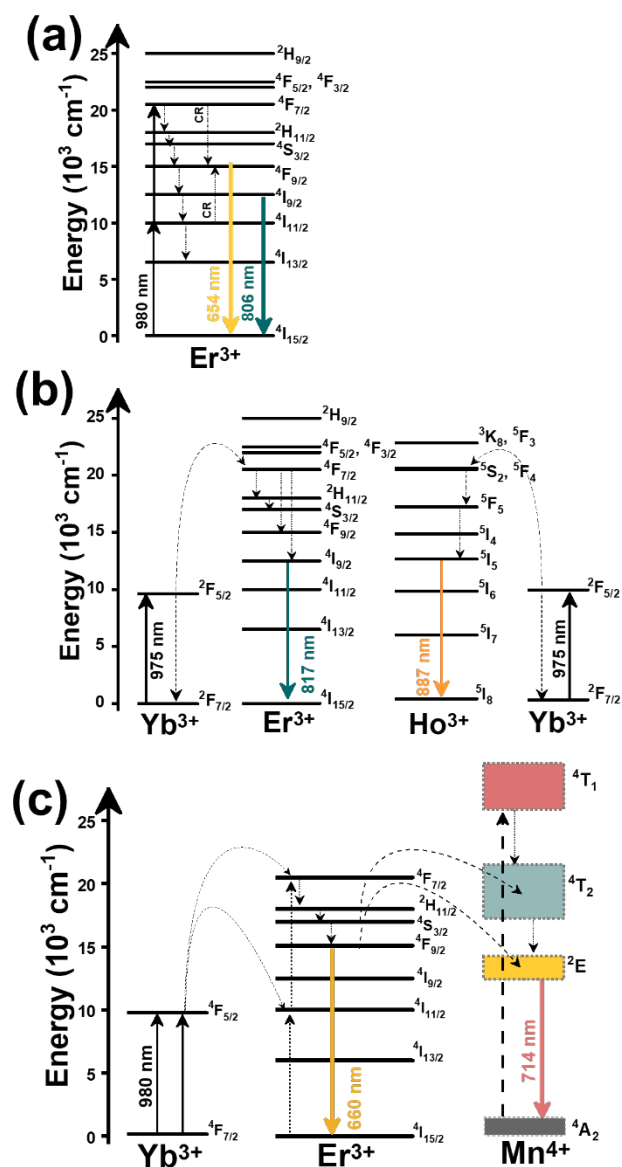 (a)
Energy (10³ cm⁻¹)
25
20
15
10
5
0
²H₉/₂
⁴F₅/₂, ⁴F₃/₂
⁴F₇/₂
²H₁₁/₂
⁴S₃/₂
⁴F₉/₂
⁴I₉/₂
⁴I₁₁/₂
⁴I₁₃/₂
⁴I₁₅/₂
CR
CR
980 nm
654 nm
806 nm
Er³⁺
(b)
Energy (10³ cm⁻¹)
25
20
15
10
5
0
²F₅/₂
975 nm
²F₇/₂
Yb³⁺
²H₉/₂
⁴F₅/₂, ⁴F₃/₂
⁴F₇/₂
²H₁₁/₂
⁴S₃/₂
⁴F₉/₂
⁴I₉/₂
⁴I₁₁/₂
⁴I₁₃/₂
⁴I₁₅/₂
817 nm
Er³⁺
³K₈, ⁵F₃
⁵S₂, ⁵F₄
⁵F₅
⁵I₄
⁵I₅
⁵I₆
⁵I₇
⁵I₈
887 nm
Ho³⁺
²F₅/₂
975 nm
²F₇/₂
Yb³⁺
(c)
Energy (10³ cm⁻¹)
25
20
15
10
5
0
⁴F₅/₂
980 nm
⁴F₇/₂
Yb³⁺
⁴F₇/₂
²H₁₁/₂
⁴S₃/₂
⁴F₉/₂
⁴I₉/₂
⁴I₁₁/₂
⁴I₁₃/₂
⁴I₁₅/₂
660 nm
Er³⁺
⁴T₁
⁴T₂
²E
714 nm
⁴A₂
Mn⁴⁺